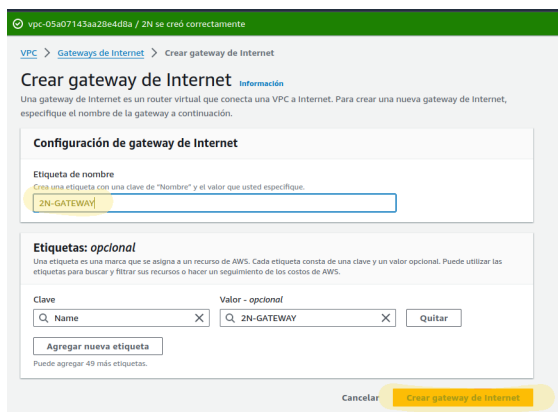 vpc-05a07143aa28e4d8a / 2N se creó correctamente
VPC > Gateways de Internet > Crear gateway de Internet
Crear gateway de Internet Información
Una gateway de Internet es un router virtual que conecta una VPC a Internet. Para crear una nueva gateway de Internet,
especifique el nombre de la gateway a continuación.
Configuración de gateway de Internet
Etiqueta de nombre
Crea una etiqueta con una clave de "Nombre" y el valor que usted especifique.
2N-GATEWAY
Etiquetas: opcional
Una etiqueta es una marca que se asigna a un recurso de AWS. Cada etiqueta consta de una clave y un valor opcional. Puede utilizar las
etiquetas para buscar y filtrar sus recursos o hacer un seguimiento de los costos de AWS.
Clave Valor - opcional
Name 2N-GATEWAY Quitar
Agregar nueva etiqueta
Puede agregar 49 más etiquetas.
Cancelar Crear gateway de Internet